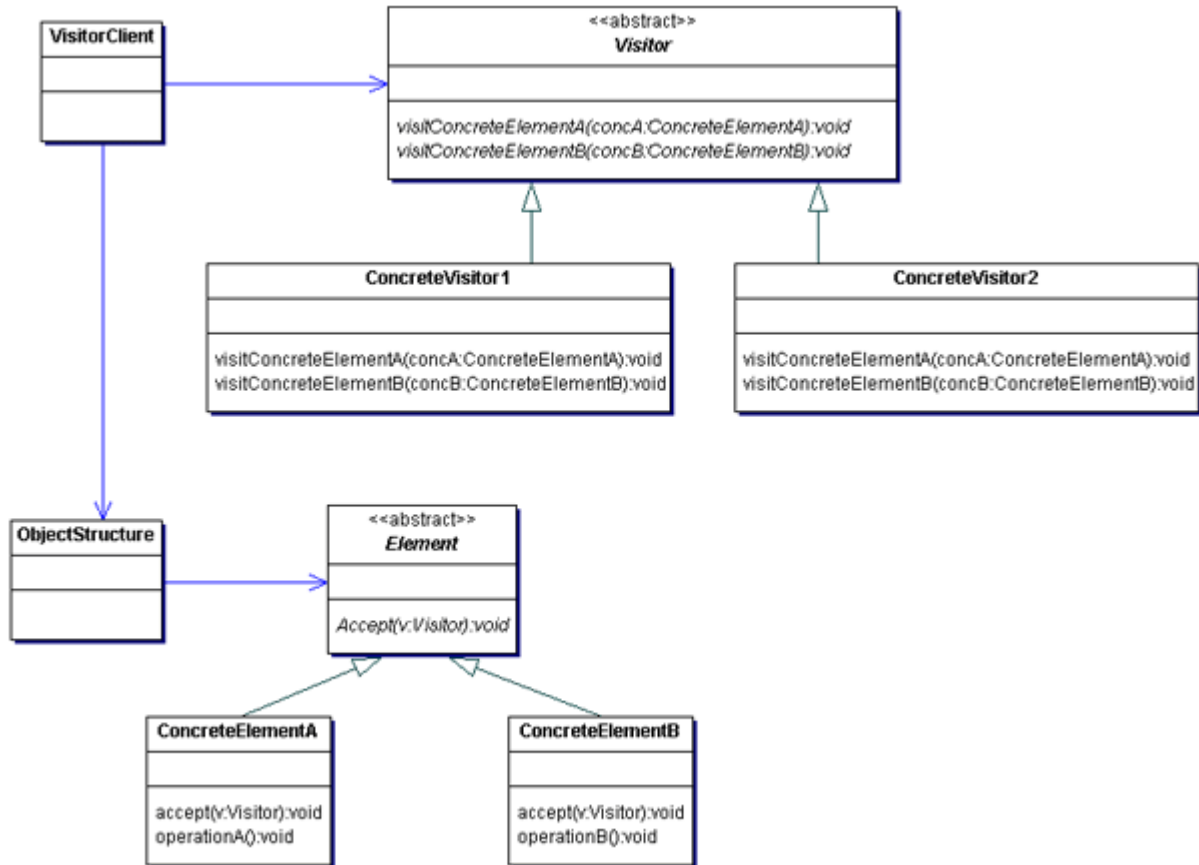 VisitorClient
<<abstract>>
Visitor
visitConcreteElementA(concA:ConcreteElementA):void
visitConcreteElementB(concB:ConcreteElementB):void
ConcreteVisitor1
visitConcreteElementA(concA:ConcreteElementA):void
visitConcreteElementB(concB:ConcreteElementB):void
ConcreteVisitor2
visitConcreteElementA(concA:ConcreteElementA):void
visitConcreteElementB(concB:ConcreteElementB):void
ObjectStructure
<<abstract>>
Element
Accept(v:Visitor):void
ConcreteElementA
accept(v:Visitor):void
operationA():void
ConcreteElementB
accept(v:Visitor):void
operationB():void